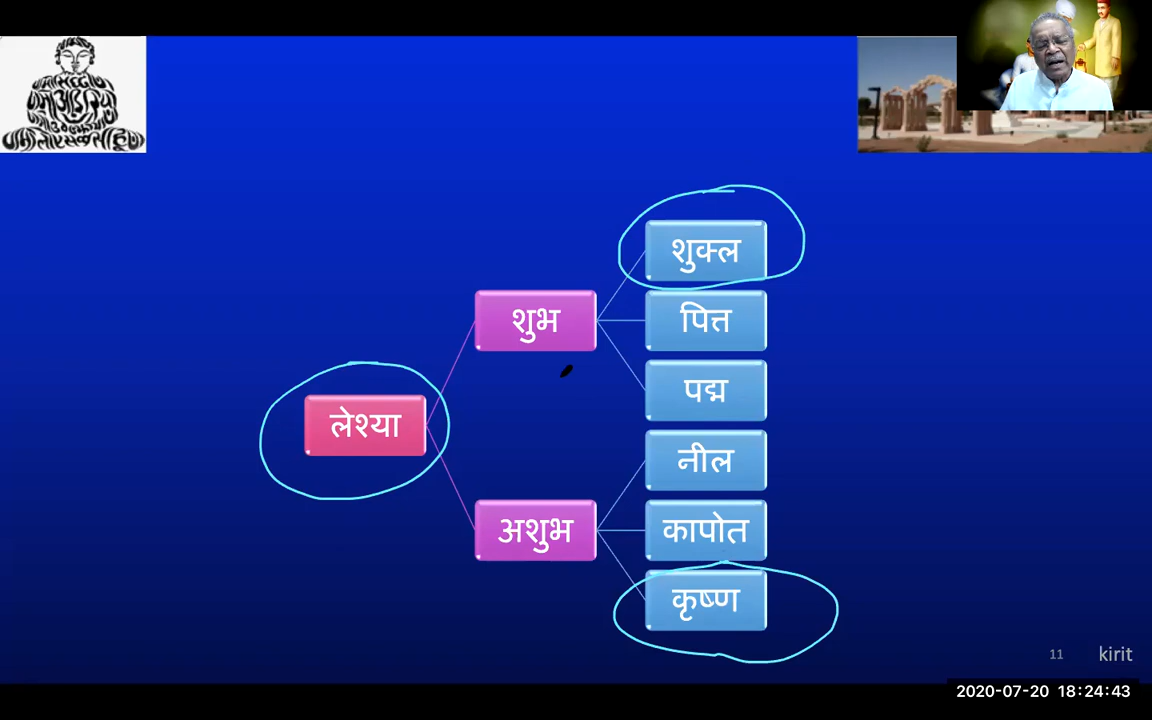 शुक्ल
शुभ
पित्त
पद्म
लेश्या
नील
अशुभ
कापोत
कृष्ण
11
kirit
2020-07-20 18:24:43